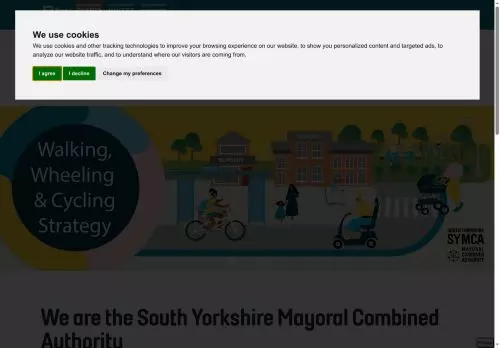 We use cookies
We use cookies and other tracking technologies to improve your browsing experience on our website, to show you personalized content and targeted ads, to
analyze our website traffic, and to understand where our visitors are coming from.
I agree
I decline
Change my preferences
Walking,
Wheeling
& Cycling
Strategy
SOUTH YORKSHIRE
SYMCA
MAYORAL
COMBINED
AUTHORITY
We are the South Yorkshire Mayoral Combined
Authority